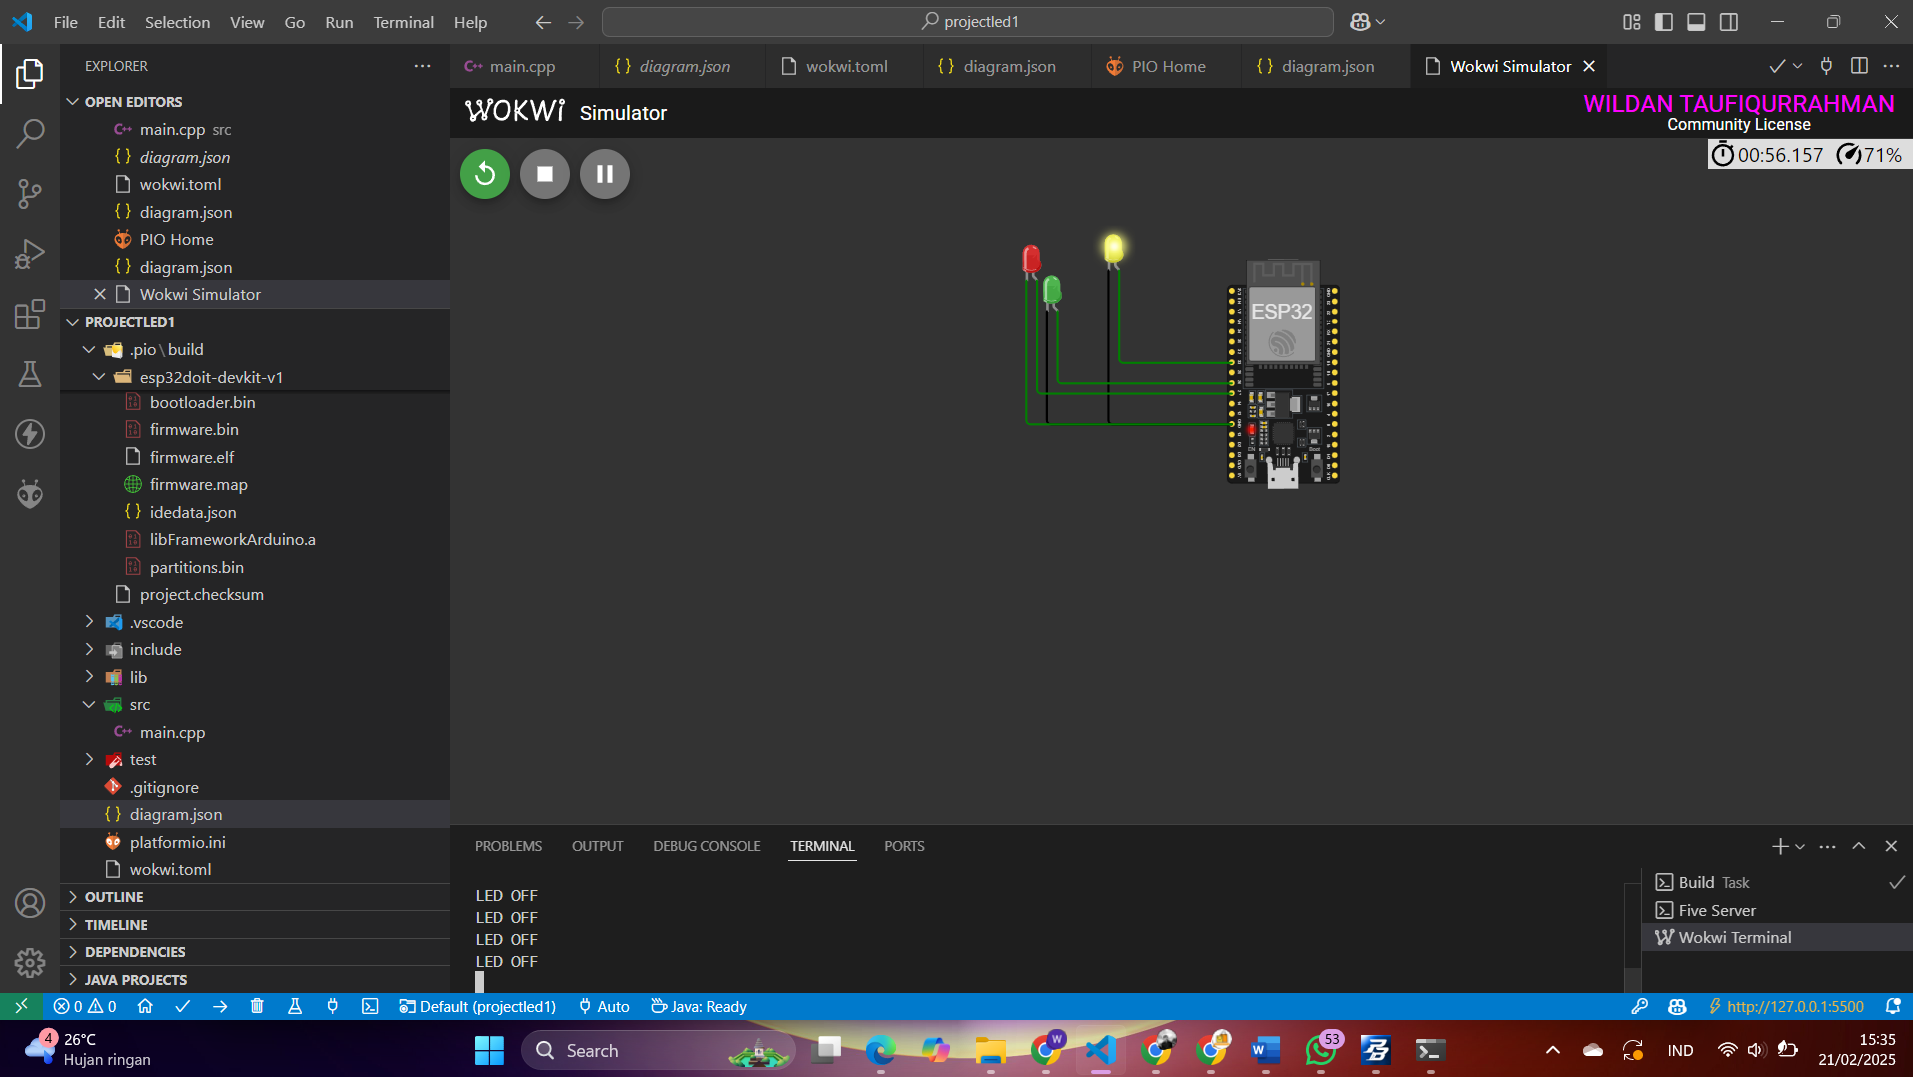 File Edit Selection View Go Run Terminal Help
projectled1
EXPLORER
OPEN EDITORS
main.cpp src
diagram.json
wokwi.toml
diagram.json
PIO Home
diagram.json
Wokwi Simulator
PROJECTLED1
.pio\build
esp32doit-devkit-v1
bootloader.bin
firmware.bin
firmware.elf
firmware.map
idedata.json
libFrameworkArduino.a
partitions.bin
project.checksum
.vscode
include
lib
src
main.cpp
test
.gitignore
diagram.json
platformio.ini
wokwi.toml
OUTLINE
TIMELINE
DEPENDENCIES
JAVA PROJECTS
main.cpp
diagram.json
wokwi.toml
diagram.json
PIO Home
diagram.json
Wokwi Simulator
WOKWi Simulator
WILDAN TAUFIQURRAHMAN
Community License
00:56.157 71%
ESP32
PROBLEMS OUTPUT DEBUG CONSOLE TERMINAL PORTS
LED OFF
LED OFF
LED OFF
LED OFF
Build Task
Five Server
Wokwi Terminal
0 0 Default (projectled1) Auto Java: Ready
http://127.0.0.1:5500
4
26°C
Hujan ringan
Search
W
53
IND
15:35
21/02/2025